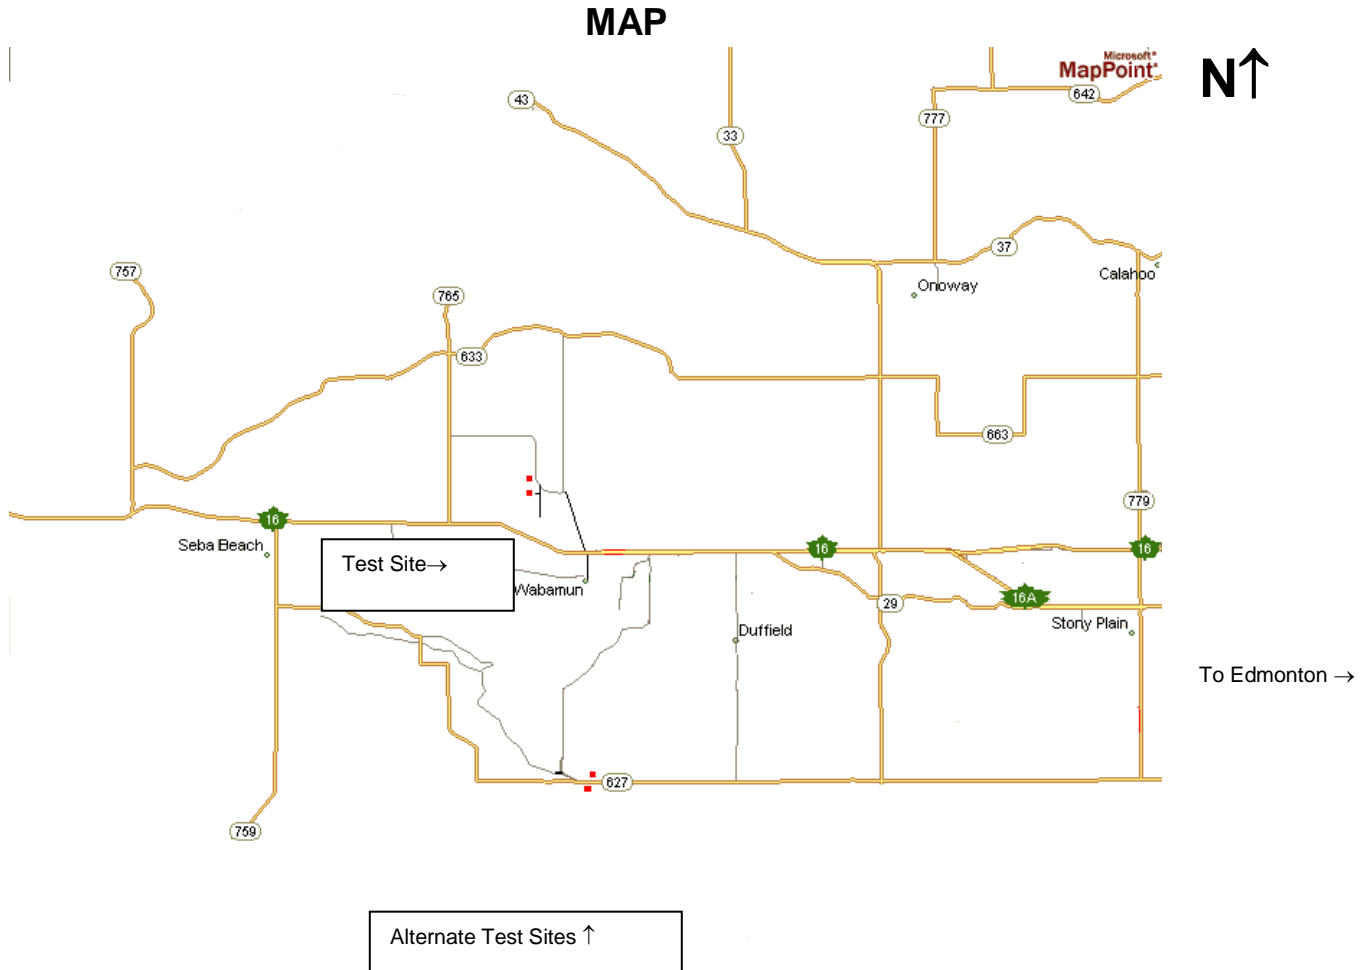 MAP
Microsoft®
MapPoint®
N↑
43
642
777
33
37
757
Calahoo
Onoway
765
633
663
779
16
Seba Beach
16
16
Test Site→
Wabamun
29
16A
Stony Plain
Duffield
To Edmonton →
627
759
Alternate Test Sites ↑